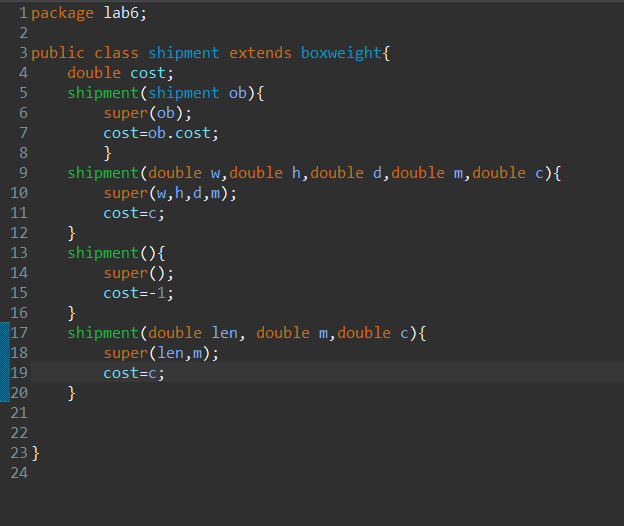 1 package lab6;
2
3 public class shipment extends boxweight{
4     double cost;
5     shipment(shipment ob){
6         super(ob);
7         cost=ob.cost;
8         }
9     shipment(double w,double h,double d,double m,double c){
10         super(w,h,d,m);
11         cost=c;
12     }
13     shipment(){
14         super();
15         cost=-1;
16     }
17     shipment(double len, double m,double c){
18         super(len,m);
19         cost=c;
20     }
21
22
23 }
24